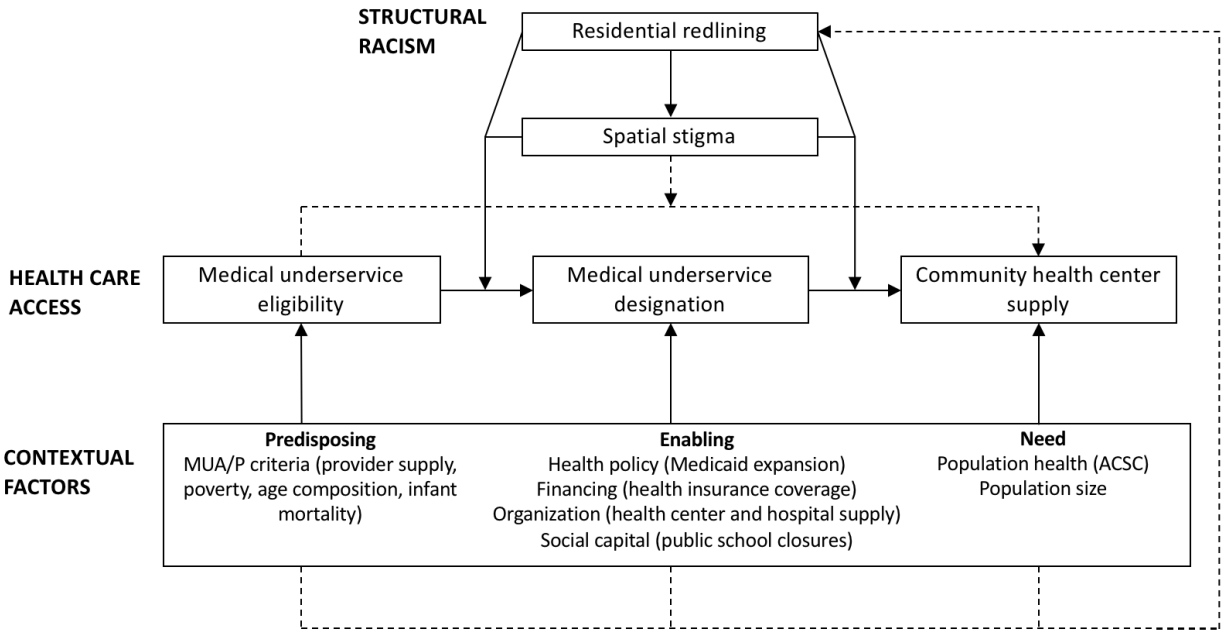 STRUCTURAL
RACISM
Residential redlining
Spatial stigma
HEALTH CARE
ACCESS
Medical underservice
eligibility
Medical underservice
designation
Community health center
supply
CONTEXTUAL
FACTORS
Predisposing
MUA/P criteria (provider supply,
poverty, age composition, infant
mortality)
Enabling
Health policy (Medicaid expansion)
Financing (health insurance coverage)
Organization (health center and hospital supply)
Social capital (public school closures)
Need
Population health (ACSC)
Population size